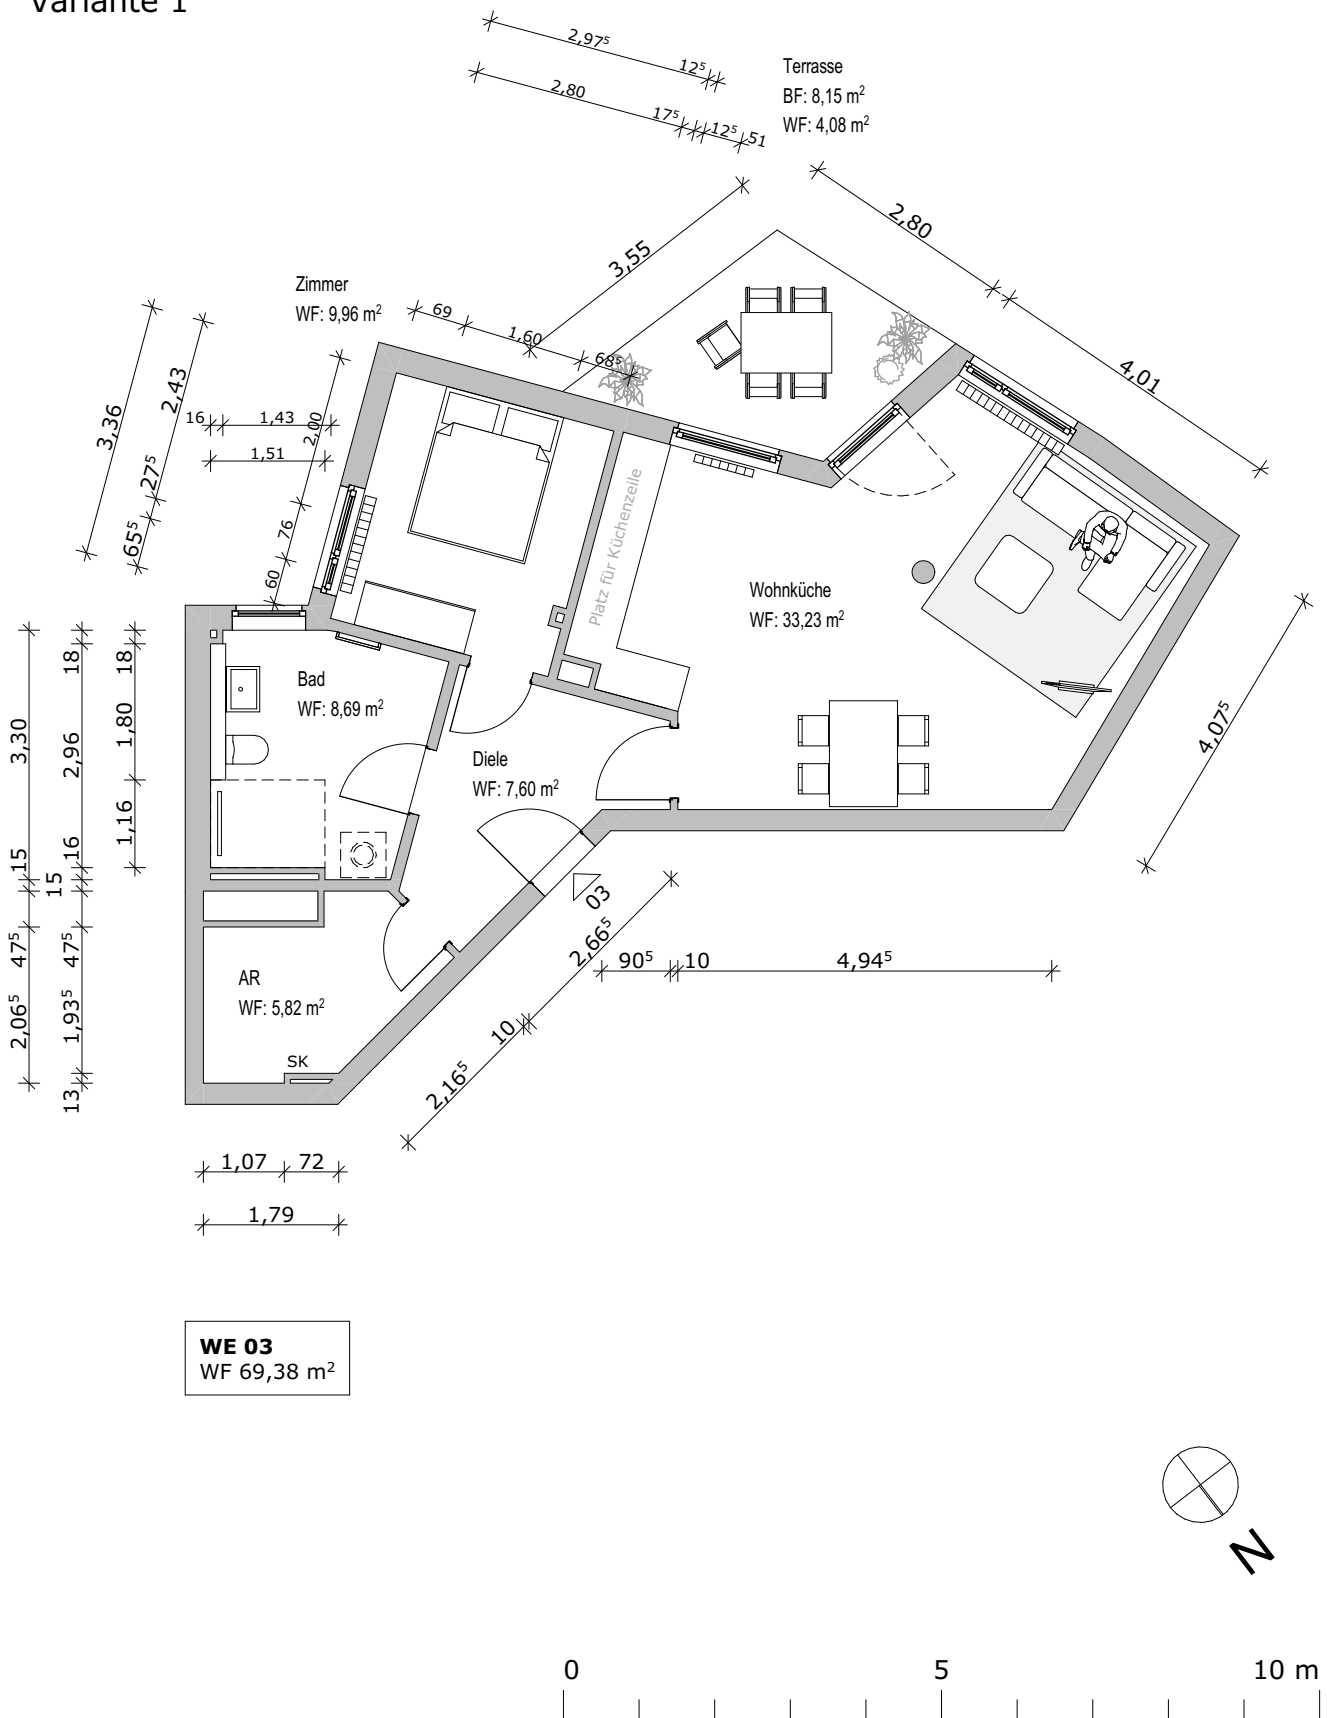 Variante 1
2,97⁵
12⁵
2,80
17⁵
12⁵
51
Terrasse
BF: 8,15 m²
WF: 4,08 m²
2,80
3,55
4,01
Zimmer
WF: 9,96 m²
69
1,60
68⁵
3,36
2,43
27⁵
65⁵
16
1,43
2,00
1,51
76
60
Platz für Küchenzeile
Wohnküche
WF: 33,23 m²
4,07⁵
Bad
WF: 8,69 m²
Diele
WF: 7,60 m²
3,30
15
47⁵
2,06⁵
18
2,96
16
15
47⁵
1,93⁵
13
18
1,80
1,16
03
2,66⁵
10
2,16⁵
90⁵
10
4,94⁵
AR
WF: 5,82 m²
SK
1,07
72
1,79
WE 03
WF 69,38 m²
N
0
5
10 m